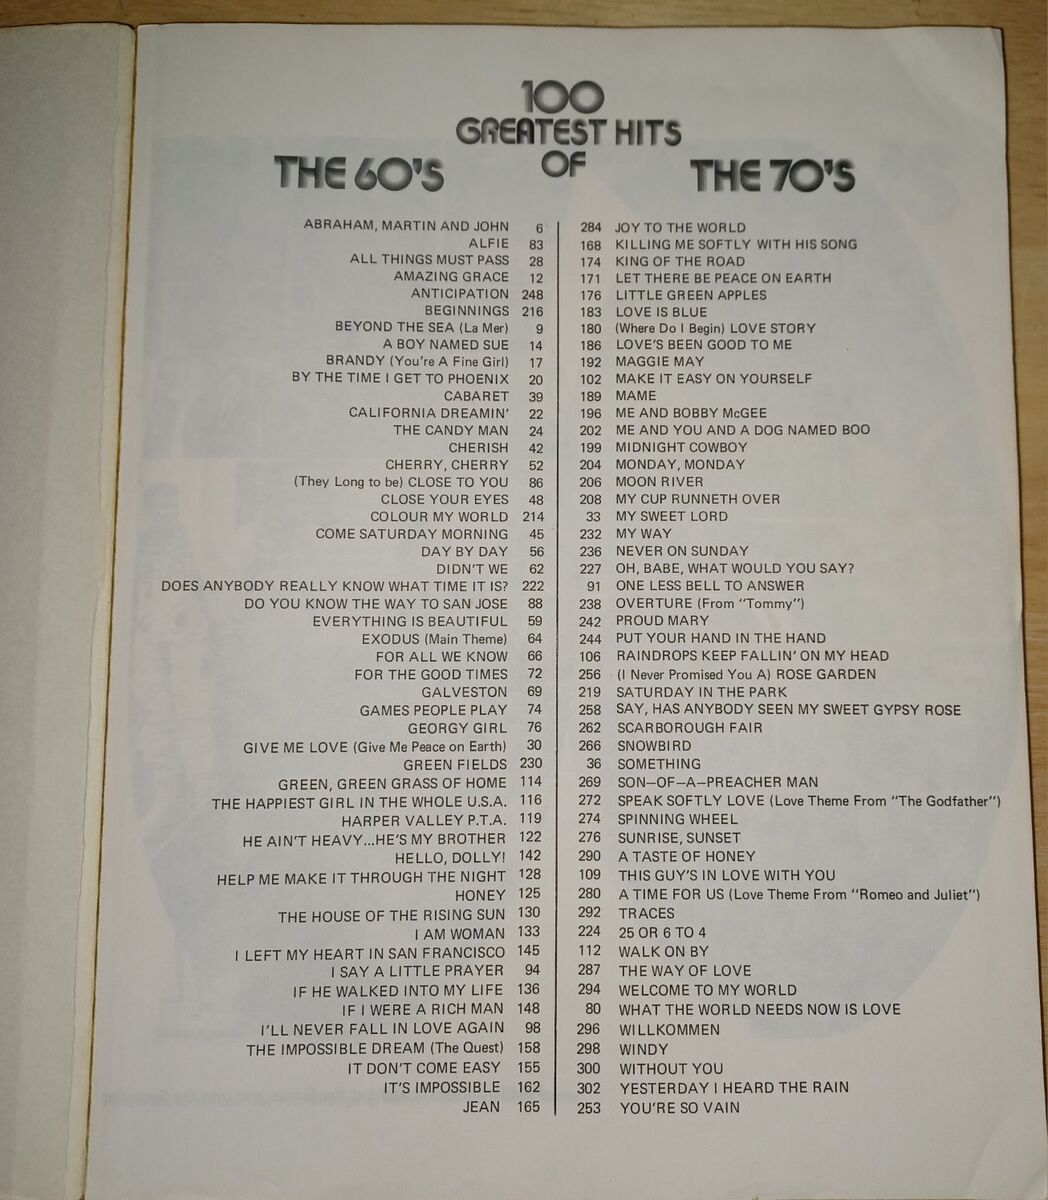 100
GREATEST HITS
OF
THE 60'S
THE 70'S
ABRAHAM, MARTIN AND JOHN 6
ALFIE 83
ALL THINGS MUST PASS 28
AMAZING GRACE 12
ANTICIPATION 248
BEGINNINGS 216
BEYOND THE SEA (La Mer) 9
A BOY NAMED SUE 14
BRANDY (You're A Fine Girl) 17
BY THE TIME I GET TO PHOENIX 20
CABARET 39
CALIFORNIA DREAMIN' 22
THE CANDY MAN 24
CHERISH 42
CHERRY, CHERRY 52
(They Long to be) CLOSE TO YOU 86
CLOSE YOUR EYES 48
COLOUR MY WORLD 214
COME SATURDAY MORNING 45
DAY BY DAY 56
DIDN'T WE 62
DOES ANYBODY REALLY KNOW WHAT TIME IT IS? 222
DO YOU KNOW THE WAY TO SAN JOSE 88
EVERYTHING IS BEAUTIFUL 59
EXODUS (Main Theme) 64
FOR ALL WE KNOW 66
FOR THE GOOD TIMES 72
GALVESTON 69
GAMES PEOPLE PLAY 74
GEORGY GIRL 76
GIVE ME LOVE (Give Me Peace on Earth) 30
GREEN FIELDS 230
GREEN, GREEN GRASS OF HOME 114
THE HAPPIEST GIRL IN THE WHOLE U.S.A. 116
HARPER VALLEY P.T.A. 119
HE AIN'T HEAVY...HE'S MY BROTHER 122
HELLO, DOLLY! 142
HELP ME MAKE IT THROUGH THE NIGHT 128
HONEY 125
THE HOUSE OF THE RISING SUN 130
I AM WOMAN 133
I LEFT MY HEART IN SAN FRANCISCO 145
I SAY A LITTLE PRAYER 94
IF HE WALKED INTO MY LIFE 136
IF I WERE A RICH MAN 148
I'LL NEVER FALL IN LOVE AGAIN 98
THE IMPOSSIBLE DREAM (The Quest) 158
IT DON'T COME EASY 155
IT'S IMPOSSIBLE 162
JEAN 165
284 JOY TO THE WORLD
168 KILLING ME SOFTLY WITH HIS SONG
174 KING OF THE ROAD
171 LET THERE BE PEACE ON EARTH
176 LITTLE GREEN APPLES
183 LOVE IS BLUE
180 (Where Do I Begin) LOVE STORY
186 LOVE'S BEEN GOOD TO ME
192 MAGGIE MAY
102 MAKE IT EASY ON YOURSELF
189 MAME
196 ME AND BOBBY McGEE
202 ME AND YOU AND A DOG NAMED BOO
199 MIDNIGHT COWBOY
204 MONDAY, MONDAY
206 MOON RIVER
208 MY CUP RUNNETH OVER
33 MY SWEET LORD
232 MY WAY
236 NEVER ON SUNDAY
227 OH, BABE, WHAT WOULD YOU SAY?
91 ONE LESS BELL TO ANSWER
238 OVERTURE (From "Tommy")
242 PROUD MARY
244 PUT YOUR HAND IN THE HAND
106 RAINDROPS KEEP FALLIN' ON MY HEAD
256 (I Never Promised You A) ROSE GARDEN
219 SATURDAY IN THE PARK
258 SAY, HAS ANYBODY SEEN MY SWEET GYPSY ROSE
262 SCARBOROUGH FAIR
266 SNOWBIRD
36 SOMETHING
269 SON–OF–A–PREACHER MAN
272 SPEAK SOFTLY LOVE (Love Theme From "The Godfather")
274 SPINNING WHEEL
276 SUNRISE, SUNSET
290 A TASTE OF HONEY
109 THIS GUY'S IN LOVE WITH YOU
280 A TIME FOR US (Love Theme From "Romeo and Juliet")
292 TRACES
224 25 OR 6 TO 4
112 WALK ON BY
287 THE WAY OF LOVE
294 WELCOME TO MY WORLD
80 WHAT THE WORLD NEEDS NOW IS LOVE
296 WILLKOMMEN
298 WINDY
300 WITHOUT YOU
302 YESTERDAY I HEARD THE RAIN
253 YOU'RE SO VAIN